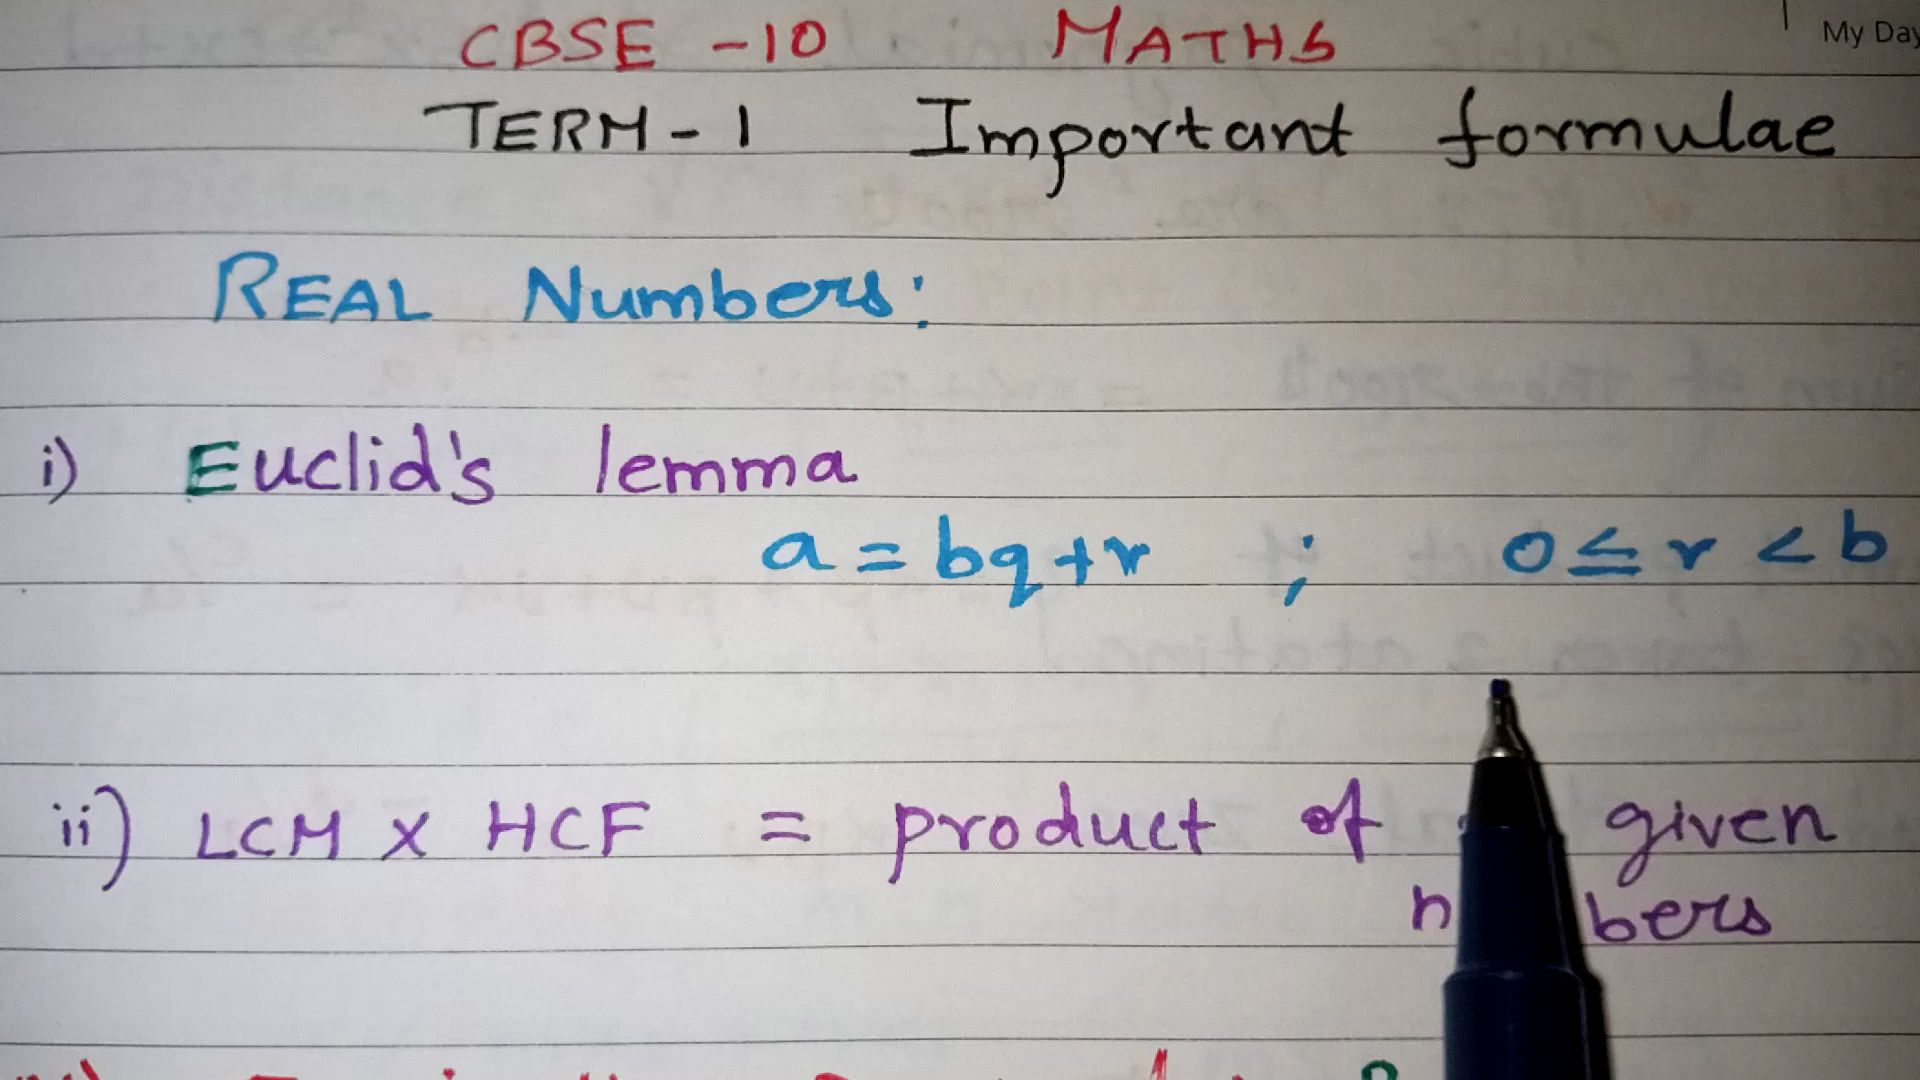 CBSE -10 MATHS
My Day
TERM - 1 Important formulae
REAL Numbers:
i) Euclid's lemma
a = bq + r ; 0 ≤ r < b
ii) LCM X HCF = product of given